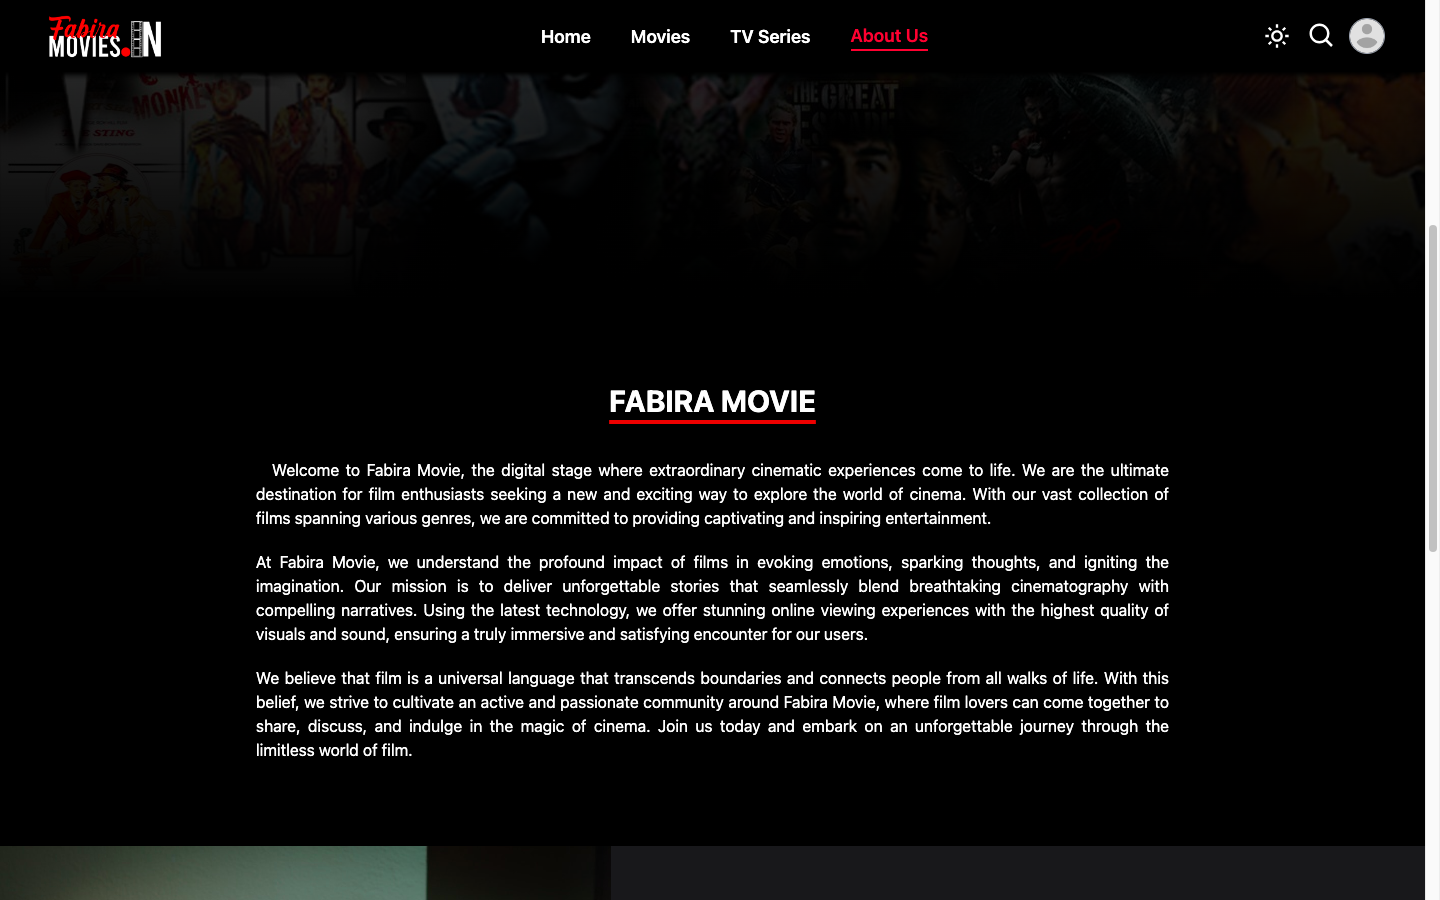 Fabira
MOVIES.IN
Home
Movies
TV Series
About Us
MONKEY
THE STING
THE GREAT
FABIRA MOVIE
Welcome to Fabira Movie, the digital stage where extraordinary cinematic experiences come to life. We are the ultimate
destination for film enthusiasts seeking a new and exciting way to explore the world of cinema. With our vast collection of
films spanning various genres, we are committed to providing captivating and inspiring entertainment.
At Fabira Movie, we understand the profound impact of films in evoking emotions, sparking thoughts, and igniting the
imagination. Our mission is to deliver unforgettable stories that seamlessly blend breathtaking cinematography with
compelling narratives. Using the latest technology, we offer stunning online viewing experiences with the highest quality of
visuals and sound, ensuring a truly immersive and satisfying encounter for our users.
We believe that film is a universal language that transcends boundaries and connects people from all walks of life. With this
belief, we strive to cultivate an active and passionate community around Fabira Movie, where film lovers can come together to
share, discuss, and indulge in the magic of cinema. Join us today and embark on an unforgettable journey through the
limitless world of film.